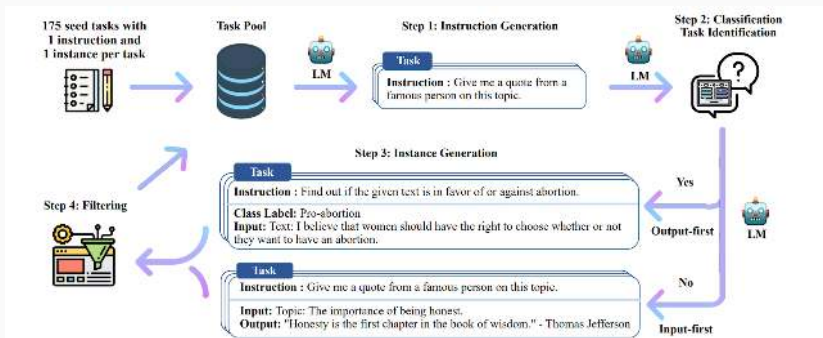 175 seed tasks with
1 instruction and
1 instance per task
Task Pool
Step 1: Instruction Generation
Step 2: Classification
Task Identification
LM
Task
Instruction : Give me a quote from a
famous person on this topic.
LM
Step 3: Instance Generation
Task
Instruction : Find out if the given text is in favor of or against abortion.
Class Label: Pro-abortion
Input: Text: I believe that women should have the right to choose whether or not
they want to have an abortion.
Yes
Output-first
LM
Step 4: Filtering
Task
Instruction : Give me a quote from a famous person on this topic.
Input: Topic: The importance of being honest.
Output: "Honesty is the first chapter in the book of wisdom." - Thomas Jefferson
No
Input-first